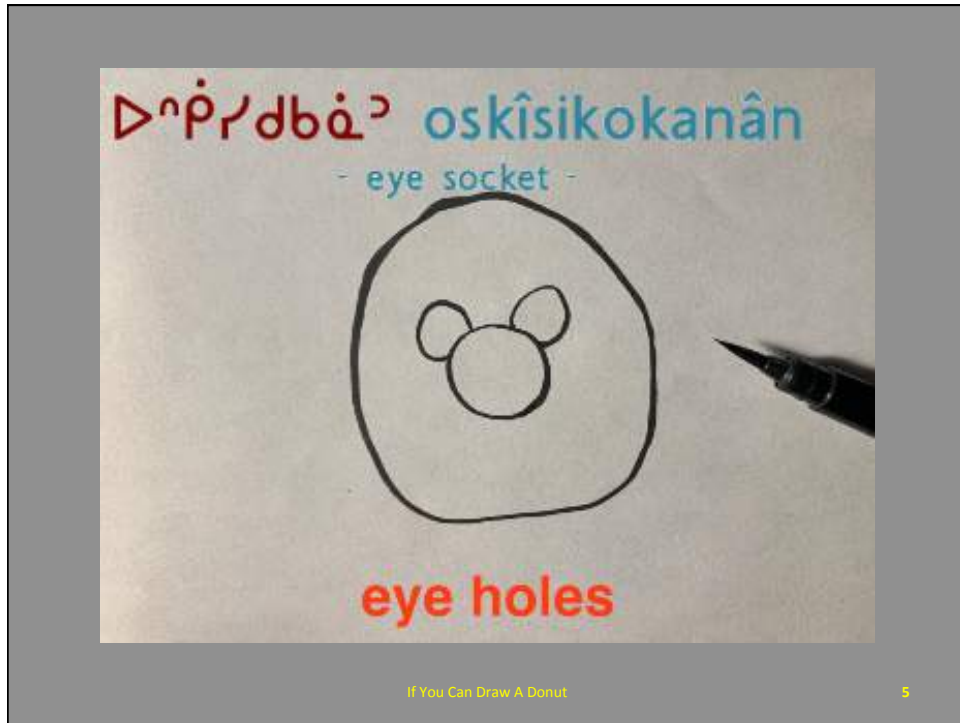 ᐅᐢᑮᓯᑯᑲᓈᐣ oskîsikokanân
- eye socket -
eye holes
If You Can Draw A Donut 5